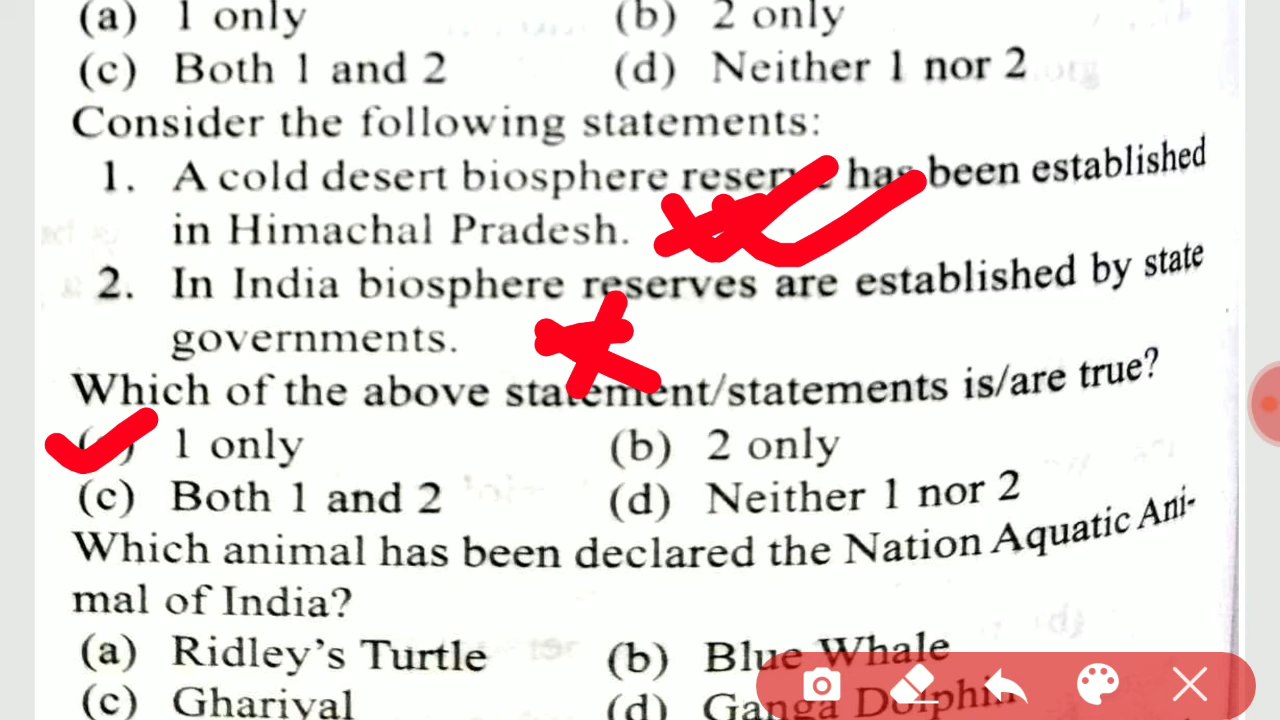 (a) 1 only (b) 2 only
(c) Both 1 and 2 (d) Neither 1 nor 2
Consider the following statements:
1. A cold desert biosphere reserve has been established
in Himachal Pradesh.
2. In India biosphere reserves are established by state
governments.
Which of the above statement/statements is/are true?
1 only (b) 2 only
(c) Both 1 and 2 (d) Neither 1 nor 2
Which animal has been declared the Nation Aquatic Ani-
mal of India?
(a) Ridley's Turtle (b) Blue Whale
(c) Gharival (d) Ganga Dolphin